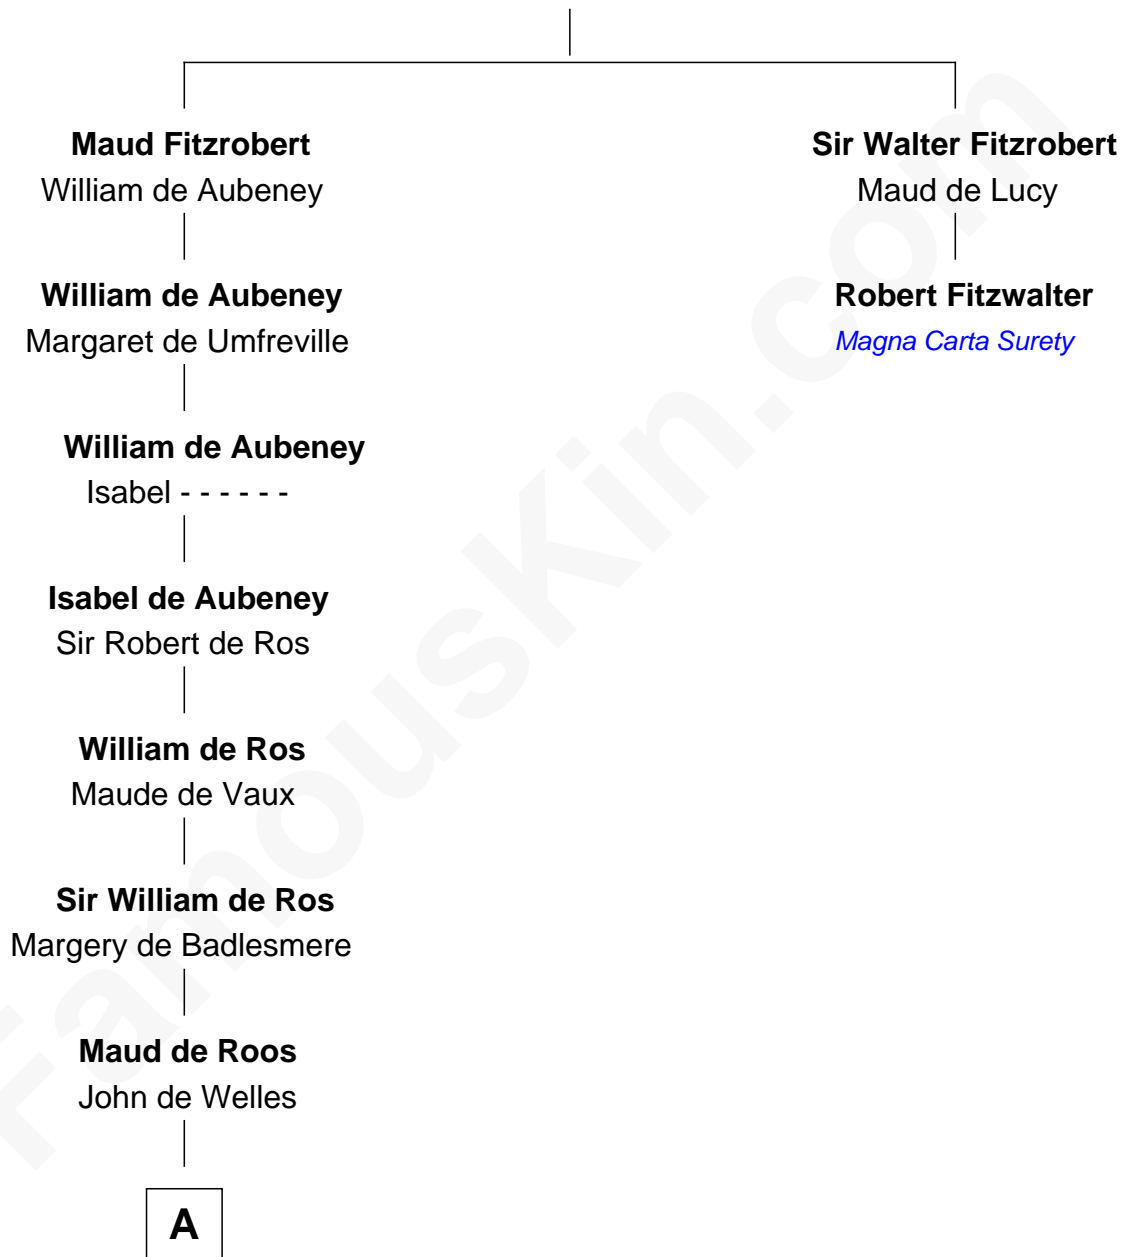 Maud Fitzrobert
William de Aubeney
Sir Walter Fitzrobert
Maud de Lucy
William de Aubeney
Margaret de Umfreville
Robert Fitzwalter
Magna Carta Surety
William de Aubeney
Isabel - - - - - -
Isabel de Aubeney
Sir Robert de Ros
William de Ros
Maude de Vaux
Sir William de Ros
Margery de Badlesmere
Maud de Roos
John de Welles
A
FamousKin.com